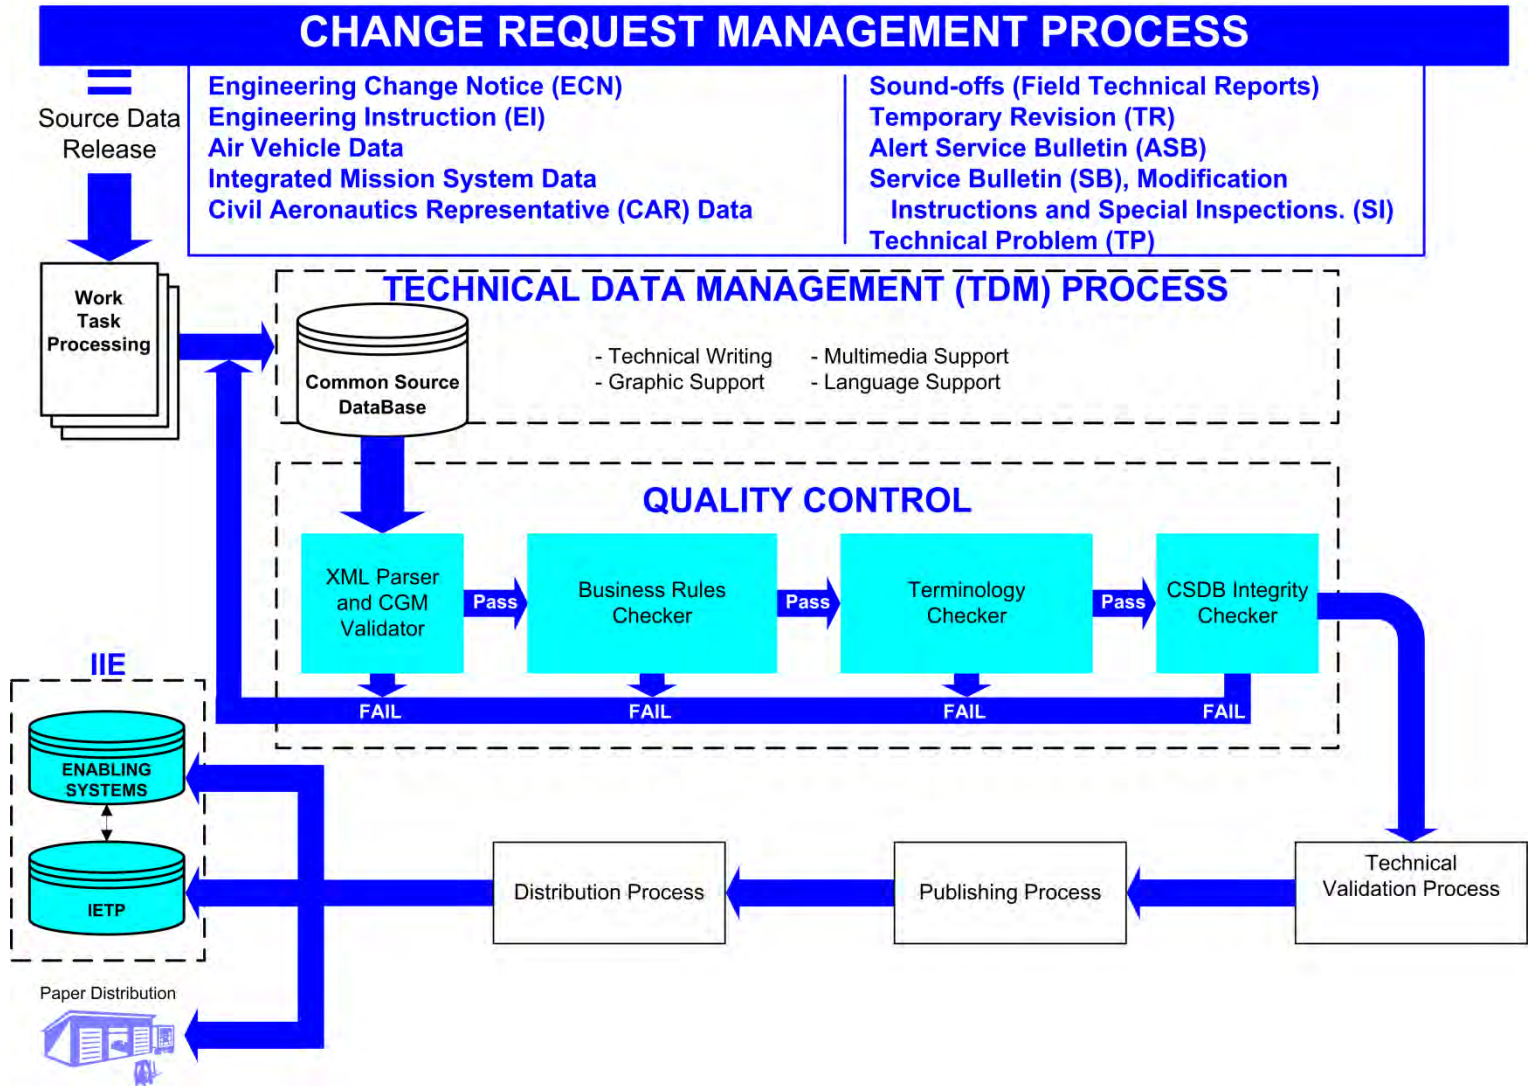 CHANGE REQUEST MANAGEMENT PROCESS
Source Data
Release
Engineering Change Notice (ECN)
Engineering Instruction (EI)
Air Vehicle Data
Integrated Mission System Data
Civil Aeronautics Representative (CAR) Data
Sound-offs (Field Technical Reports)
Temporary Revision (TR)
Alert Service Bulletin (ASB)
Service Bulletin (SB), Modification
Instructions and Special Inspections. (SI)
Technical Problem (TP)
Work
Task
Processing
TECHNICAL DATA MANAGEMENT (TDM) PROCESS
Common Source
DataBase
- Technical Writing
- Graphic Support
- Multimedia Support
- Language Support
QUALITY CONTROL
XML Parser
and CGM
Validator
Pass
Business Rules
Checker
Pass
Terminology
Checker
Pass
CSDB Integrity
Checker
FAIL
FAIL
FAIL
FAIL
IIE
ENABLING
SYSTEMS
IETP
Distribution Process
Publishing Process
Technical
Validation Process
Paper Distribution